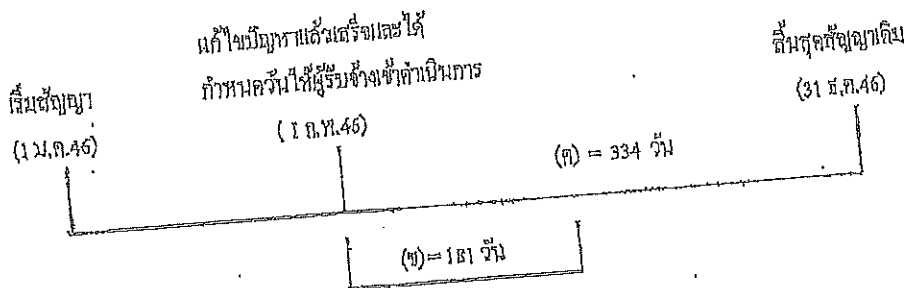 แก้ไขปัญหาแล้วเสร็จและได้
กำหนดวันให้ผู้รับจ้างเข้าดำเนินการ
(1 ก.พ.46)
เริ่มสัญญา
(1 ม.ค.46)
สิ้นสุดสัญญาเดิม
(31 ธ.ค.46)
(ค) = 334 วัน
(ข) = 181 วัน